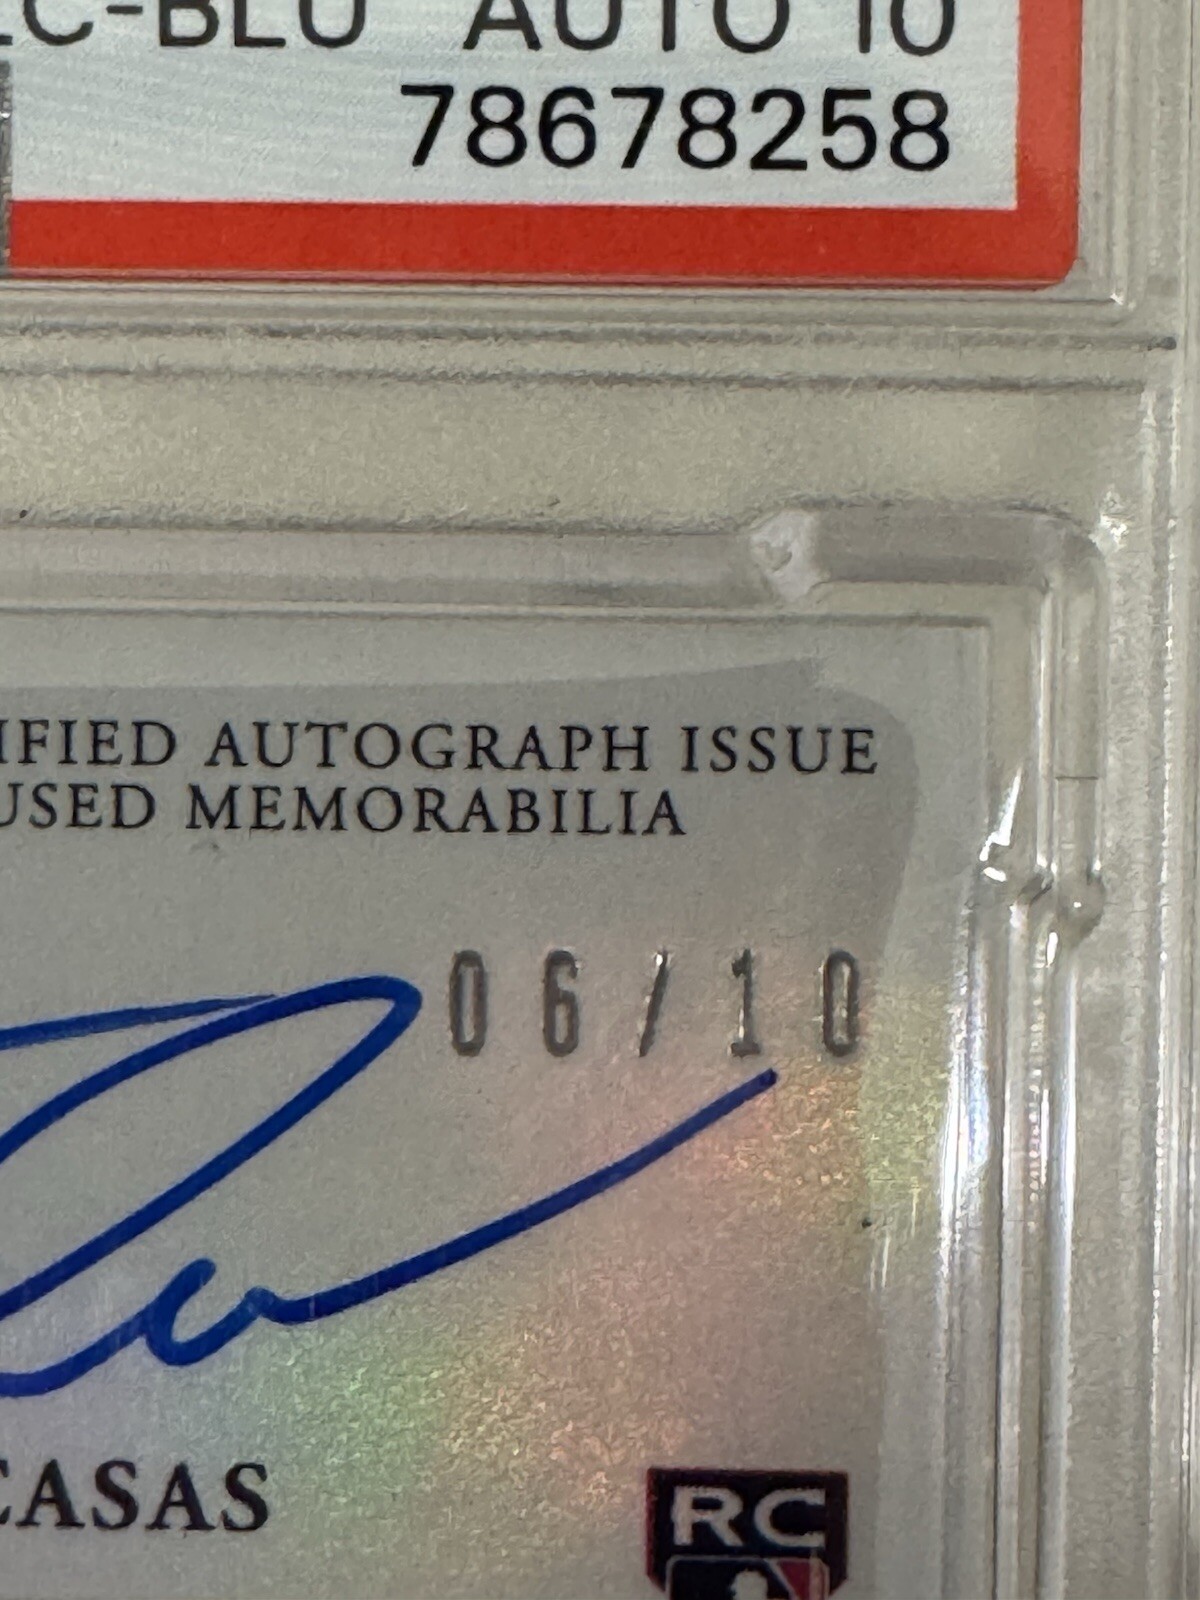 C-BLU AUTO 10
78678258
IFIED AUTOGRAPH ISSUE
USED MEMORABILIA
06/10
CASAS
RC